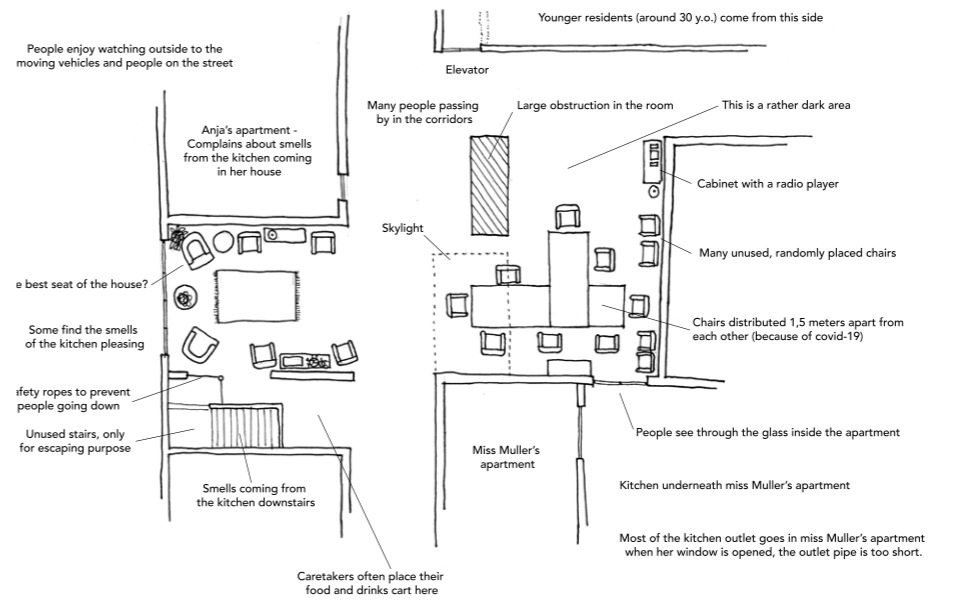 Younger residents (around 30 y.o.) come from this side
People enjoy watching outside to the
moving vehicles and people on the street
Elevator
Many people passing
by in the corridors
Large obstruction in the room
This is a rather dark area
Anja's apartment -
Complains about smells
from the kitchen coming
in her house
Cabinet with a radio player
Skylight
Many unused, randomly placed chairs
e best seat of the house?
Chairs distributed 1,5 meters apart from
each other (because of covid-19)
Some find the smells
of the kitchen pleasing
fety ropes to prevent
people going down
Unused stairs, only
for escaping purpose
People see through the glass inside the apartment
Miss Muller's
apartment
Smells coming from
the kitchen downstairs
Kitchen underneath miss Muller's apartment
Most of the kitchen outlet goes in miss Muller's apartment
when her window is opened, the outlet pipe is too short.
Caretakers often place their
food and drinks cart here